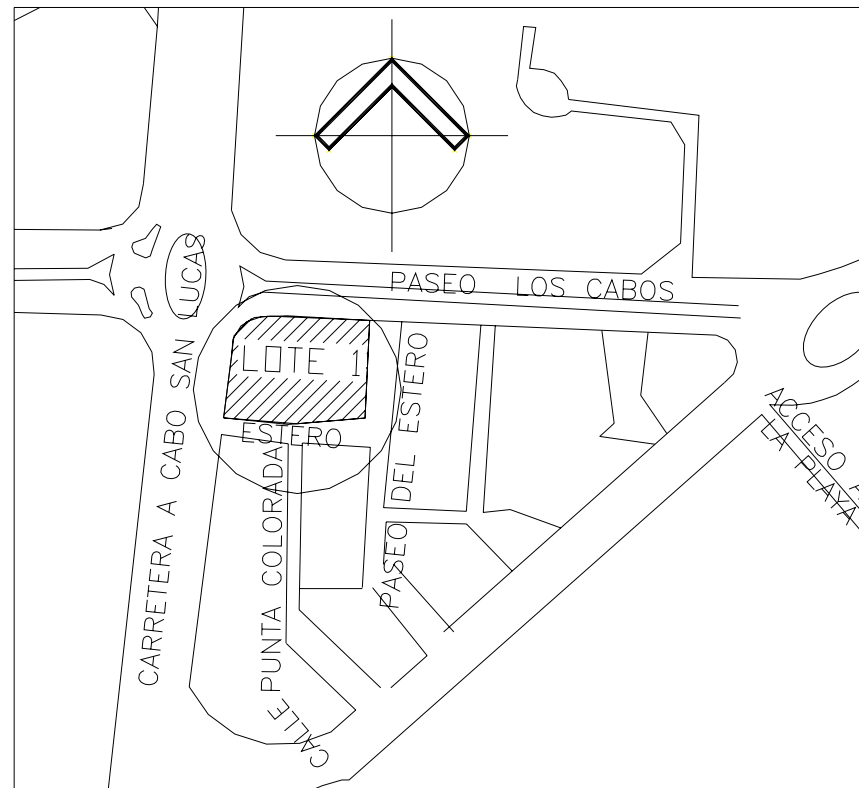 PASEO LOS CABOS
LOTE 1
ESTERO
CARRETERA A CABO SAN LUCAS
CALLE PUNTA COLORADA
PASEO DEL ESTERO
ACCESO A
LA PLAYA